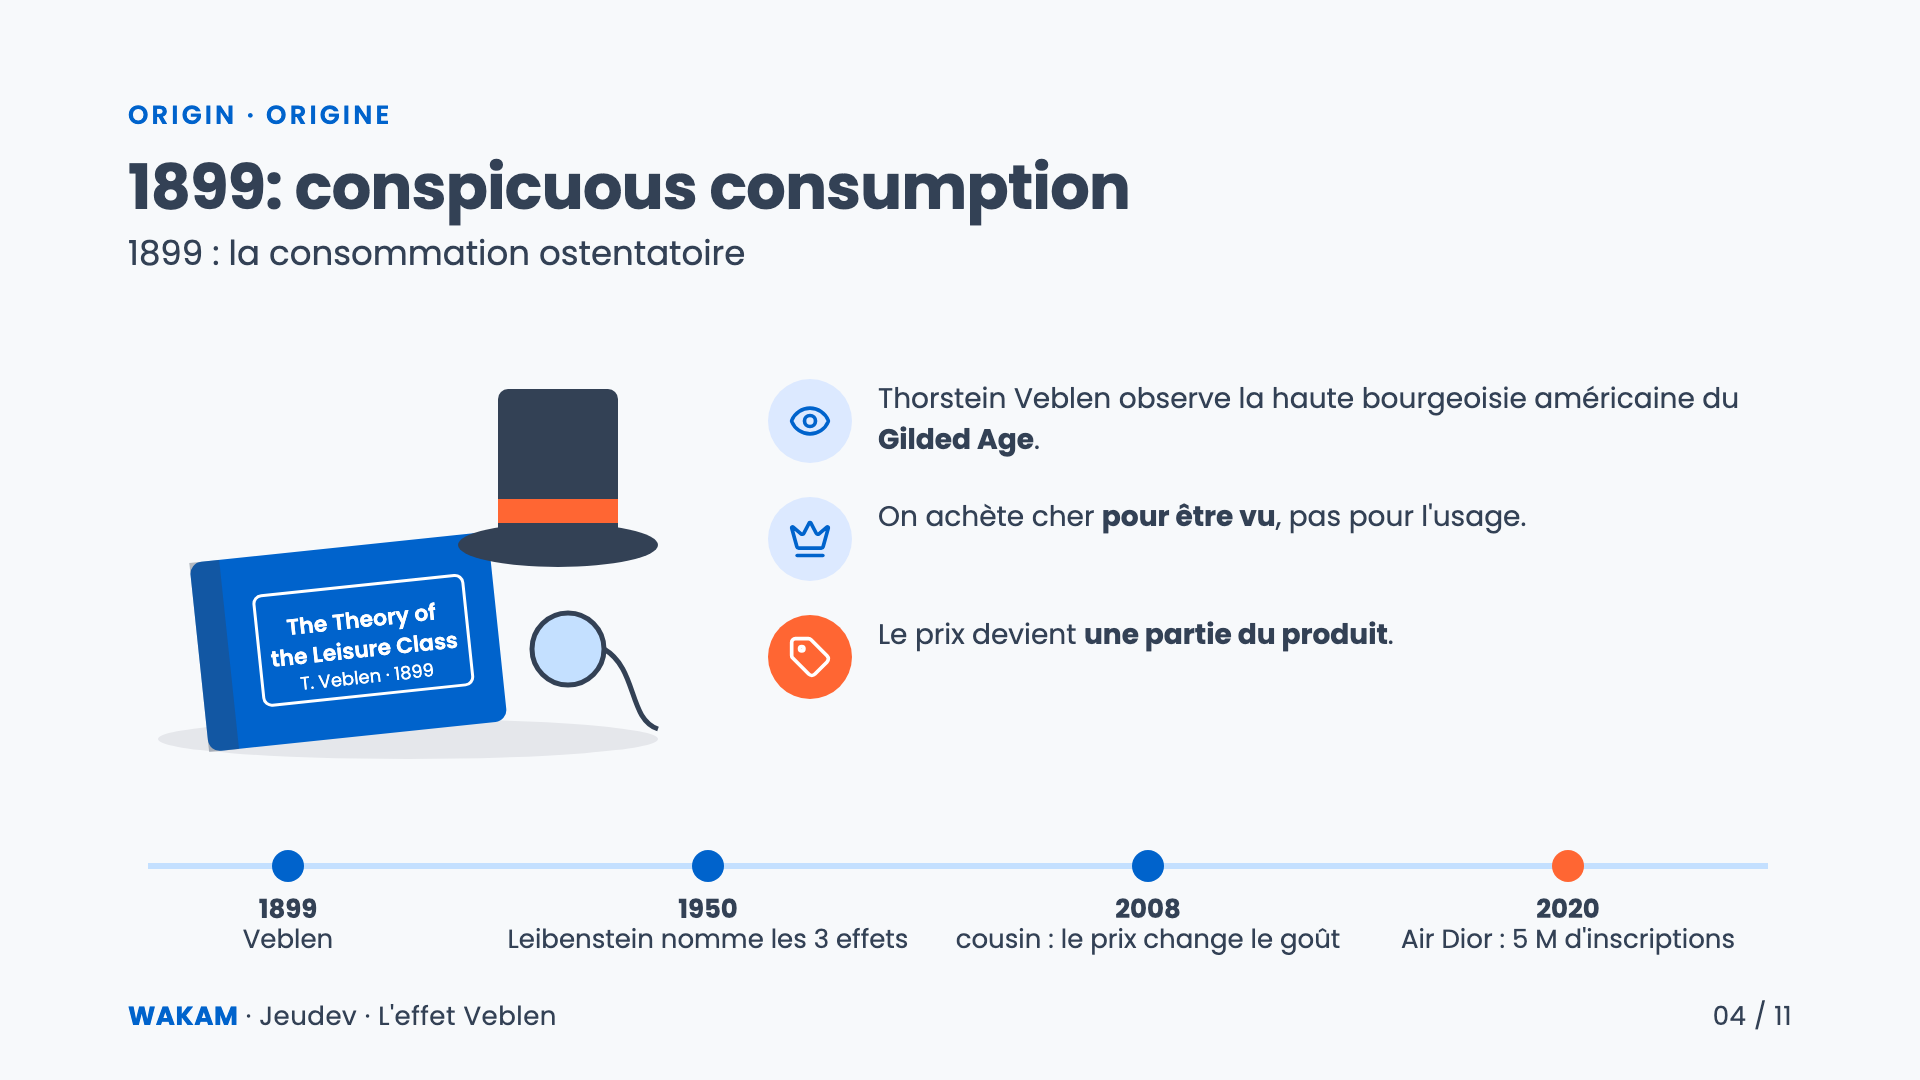 ORIGIN · ORIGINE
1899: conspicuous consumption
1899 : la consommation ostentatoire
The Theory of
the Leisure Class
T. Veblen · 1899
Thorstein Veblen observe la haute bourgeoisie américaine du
Gilded Age.
On achète cher pour être vu, pas pour l'usage.
Le prix devient une partie du produit.
1899
Veblen
1950
Leibenstein nomme les 3 effets
2008
cousin : le prix change le goût
2020
Air Dior : 5 M d'inscriptions
WAKAM · Jeudev · L'effet Veblen
04 / 11